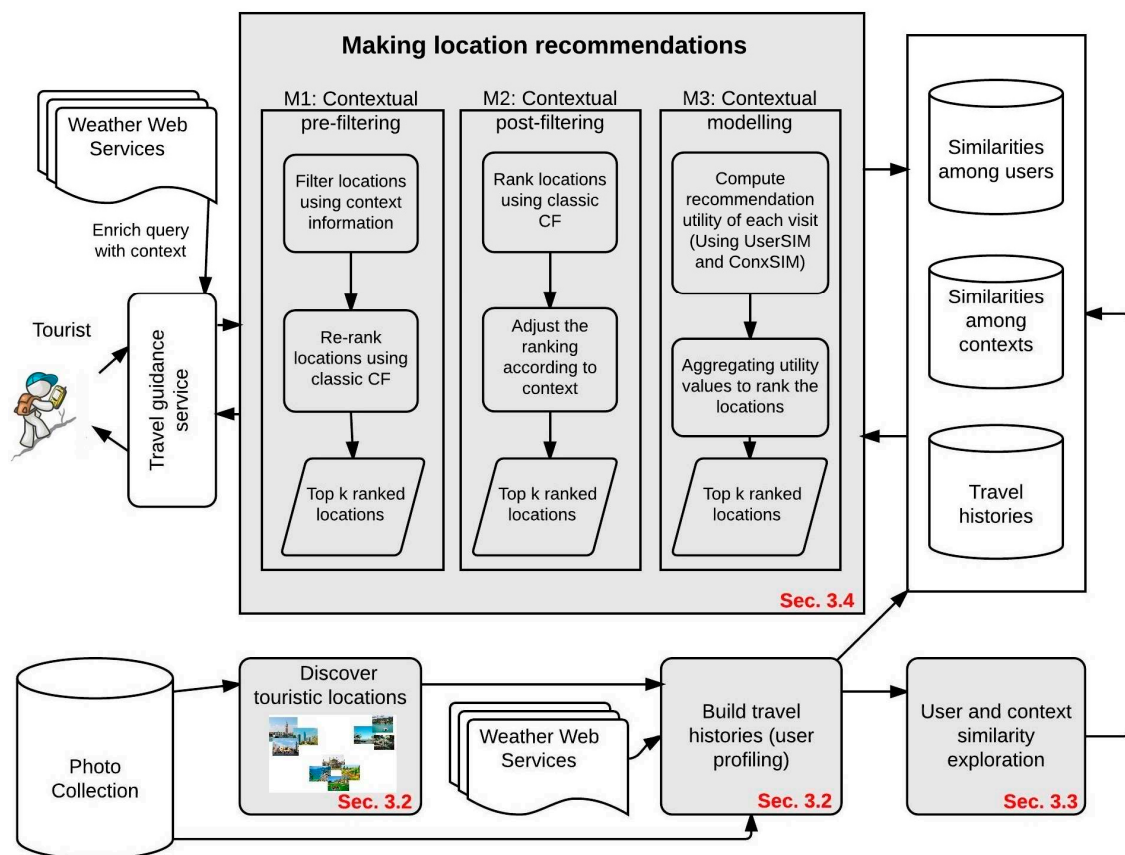 Making location recommendations
Weather Web
Services
Enrich query
with context
Tourist
Travel guidance
service
M1: Contextual
pre-filtering
Filter locations
using context
information
Re-rank
locations using
classic CF
Top k ranked
locations
M2: Contextual
post-filtering
Rank locations
using classic
CF
Adjust the
ranking
according to
context
Top k ranked
locations
M3: Contextual
modelling
Compute
recommendation
utility of each visit
(Using UserSIM
and ConxSIM)
Aggregating utility
values to rank the
locations
Top k ranked
locations
Sec. 3.4
Similarities
among users
Similarities
among
contexts
Travel
histories
Photo
Collection
Discover
touristic locations
Sec. 3.2
Weather Web
Services
Build travel
histories (user
profiling)
Sec. 3.2
User and context
similarity
exploration
Sec. 3.3